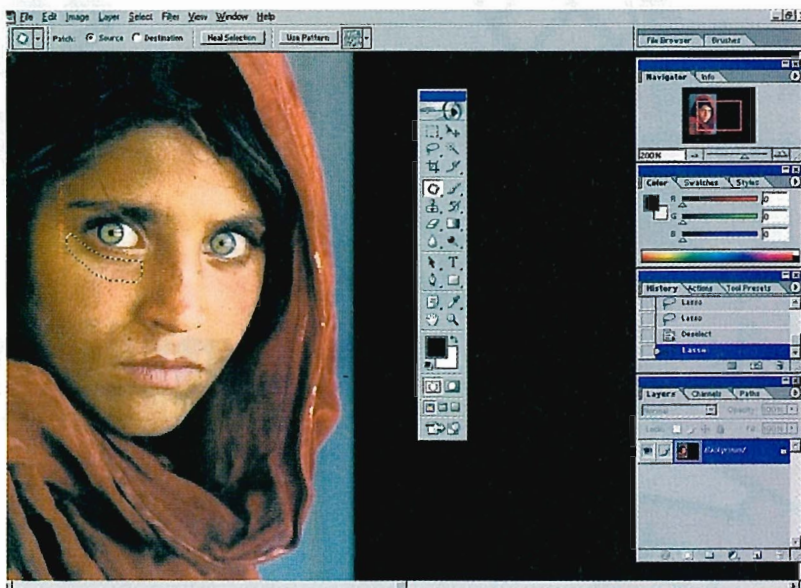 File Edit Image Layer Select Filter View Window Help
Patch: Source Destination Heal Selection Use Pattern
File Browser Brushes
Navigator Info
200%
Color Swatches Styles
R 0
G 0
B 0
T
History Actions Tool Presets
Lasso
Lasso
Deselect
Lasso
Layers Channels Paths
Normal Opacity: 100%
Lock: Fill: 100%
Background